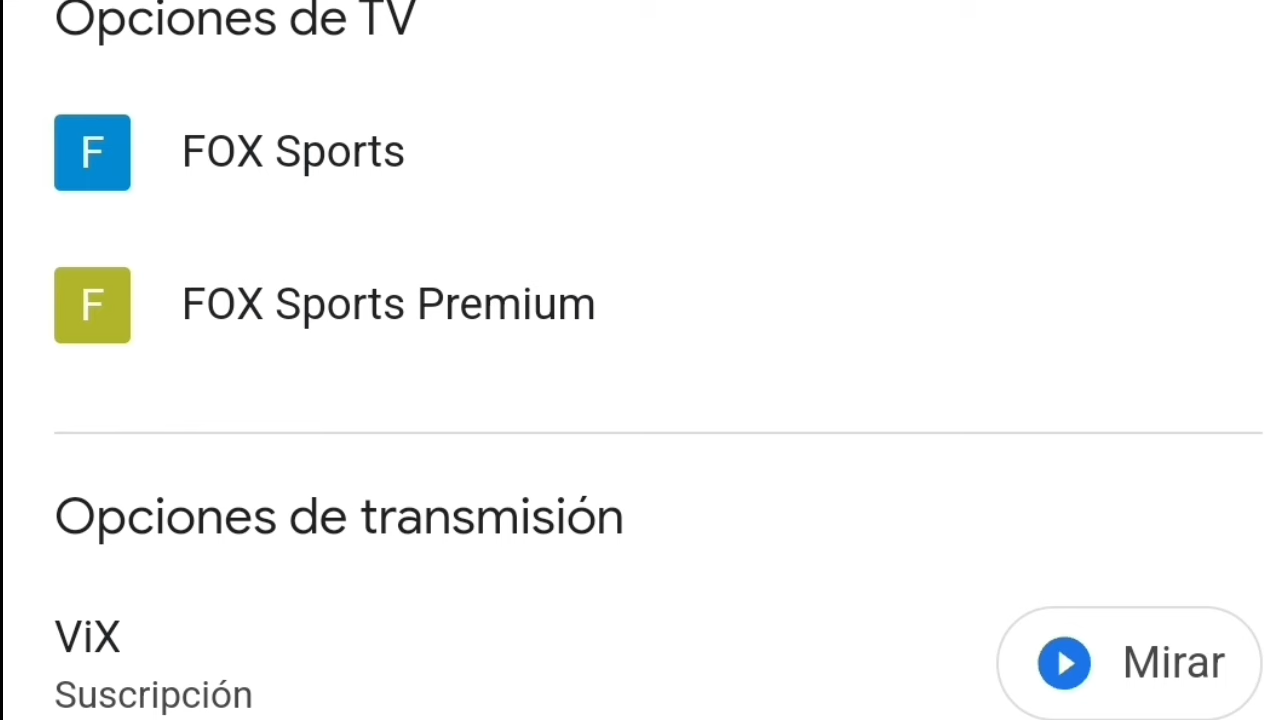 Opciones de TV
F FOX Sports
F FOX Sports Premium
Opciones de transmisión
ViX
Suscripción
Mirar